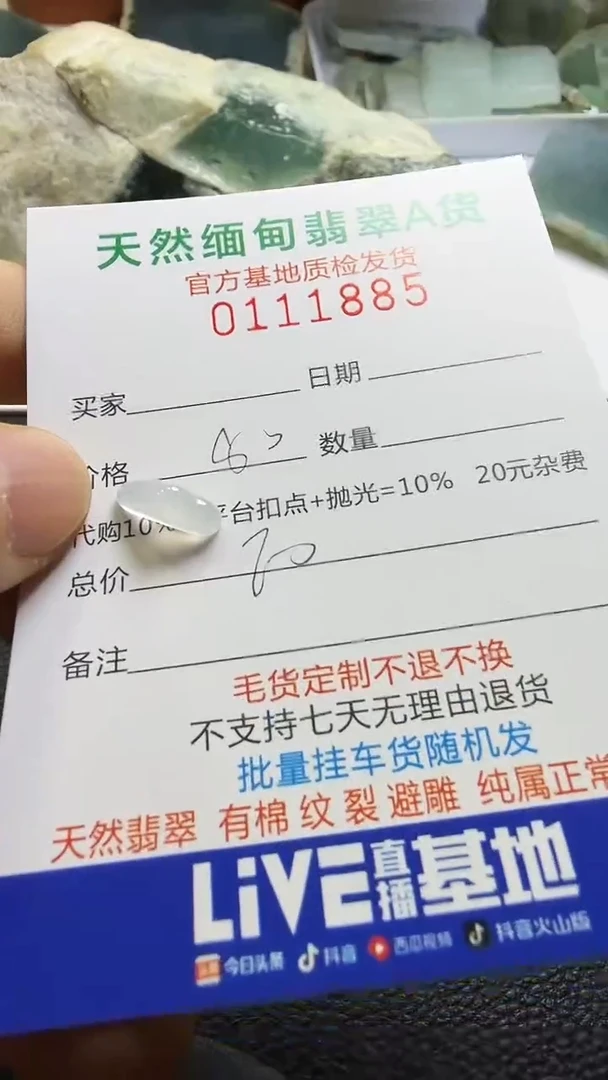 天然缅甸翡翠A货
官方基地质检发货
0111885
买家 日期
价格 数量
代购10% 平台扣点+抛光=10% 20元杂费
总价
备注
毛货定制不退不换
不支持七天无理由退货
批量挂车货随机发
天然翡翠 有棉纹裂避雕 纯属正常
LiVE直播基地
今日头条 抖音 西瓜视频 抖音火山版